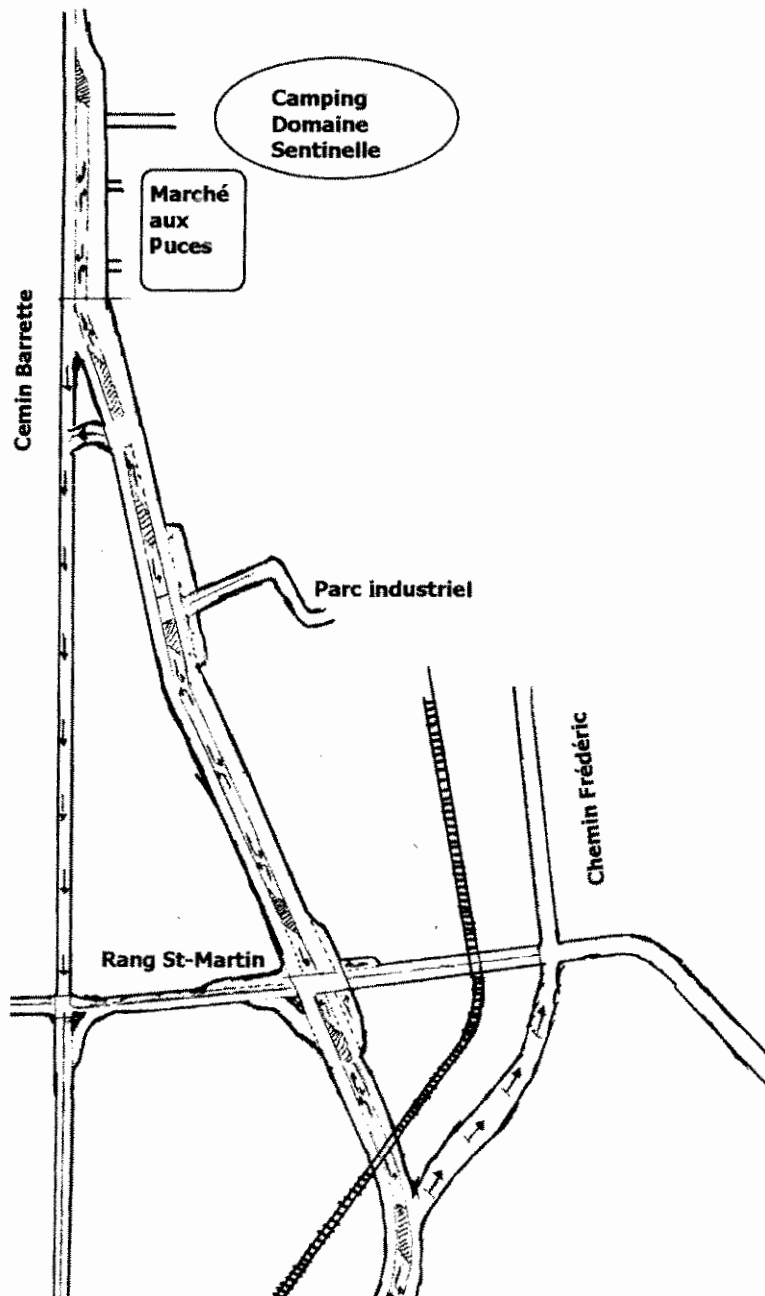 Camping
Domaine
Sentinelle
Marché
aux
Puces
Cemin Barrette
Parc industriel
Chemin Frédéric
Rang St-Martin